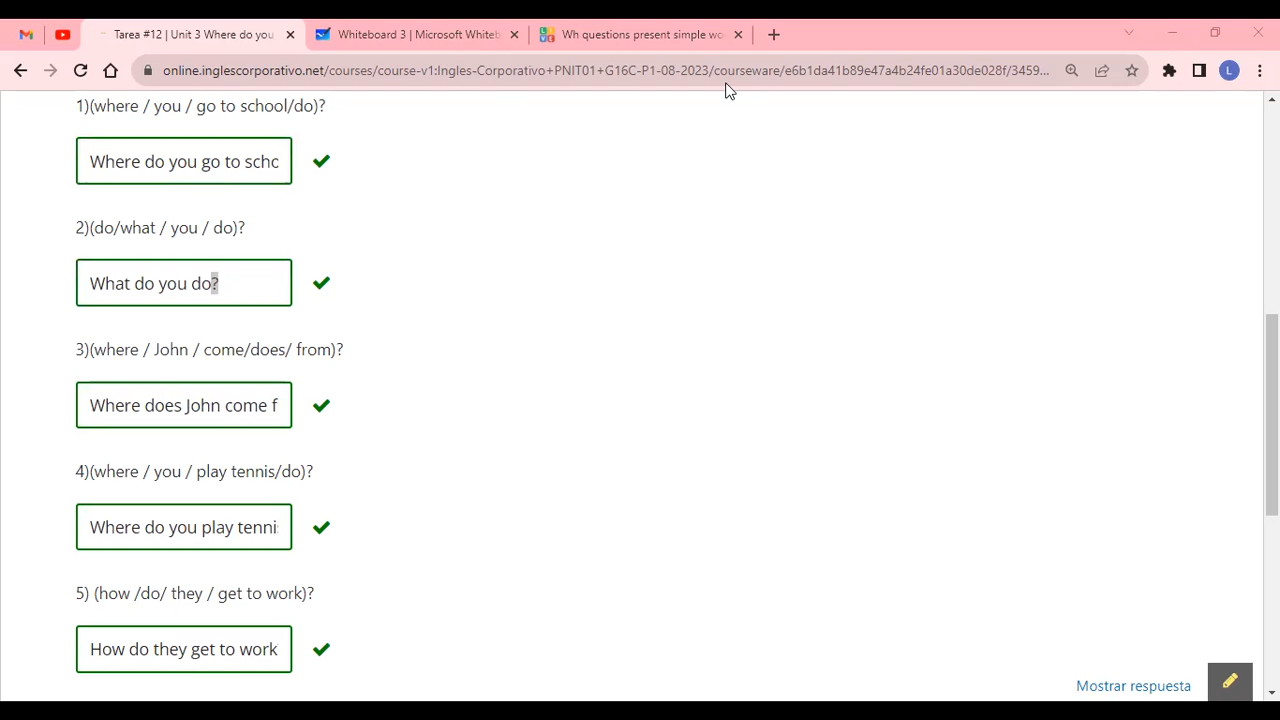 Tarea #12 | Unit 3 Where do you
Whiteboard 3 | Microsoft Whiteb
Wh questions present simple wo
online.inglescorporativo.net/courses/course-v1:Ingles-Corporativo+PNIT01+G16C-P1-08-2023/courseware/e6b1da41b89e47a4b24fe01a30de028f/3459...
L
1)(where / you / go to school/do)?
Where do you go to scho
2)(do/what / you / do)?
What do you do?
3)(where / John / come/does/ from)?
Where does John come f
4)(where / you / play tennis/do)?
Where do you play tenni
5) (how /do/ they / get to work)?
How do they get to work
Mostrar respuesta